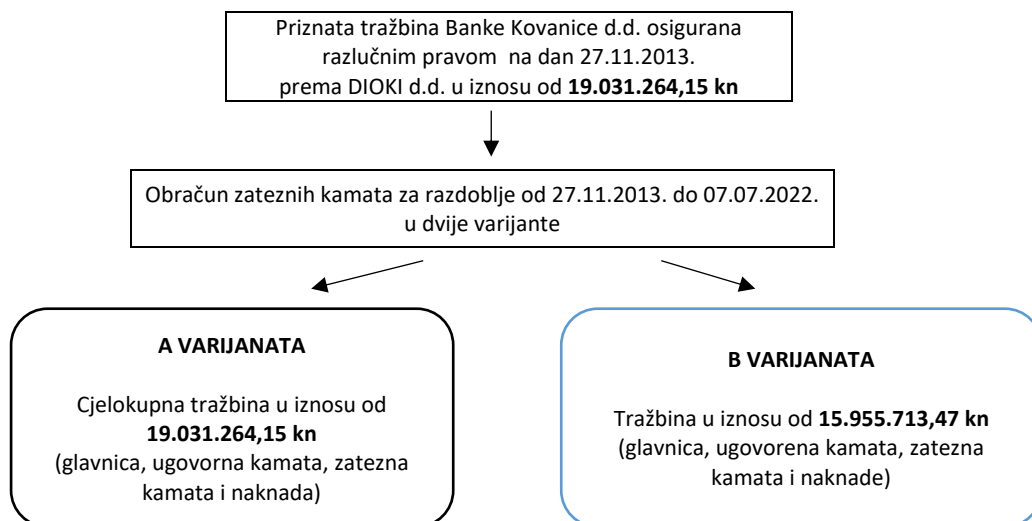 Priznata tražbina Banke Kovanice d.d. osigurana
razlučnim pravom na dan 27.11.2013.
prema DIOKI d.d. u iznosu od 19.031.264,15 kn
Obračun zateznih kamata za razdoblje od 27.11.2013. do 07.07.2022.
u dvije varijante
A VARIJANATA
Cjelokupna tražbina u iznosu od
19.031.264,15 kn
(glavnica, ugovorna kamata, zatezna
kamata i naknada)
B VARIJANATA
Tražbina u iznosu od 15.955.713,47 kn
(glavnica, ugovorena kamata, zatezna
kamata i naknade)